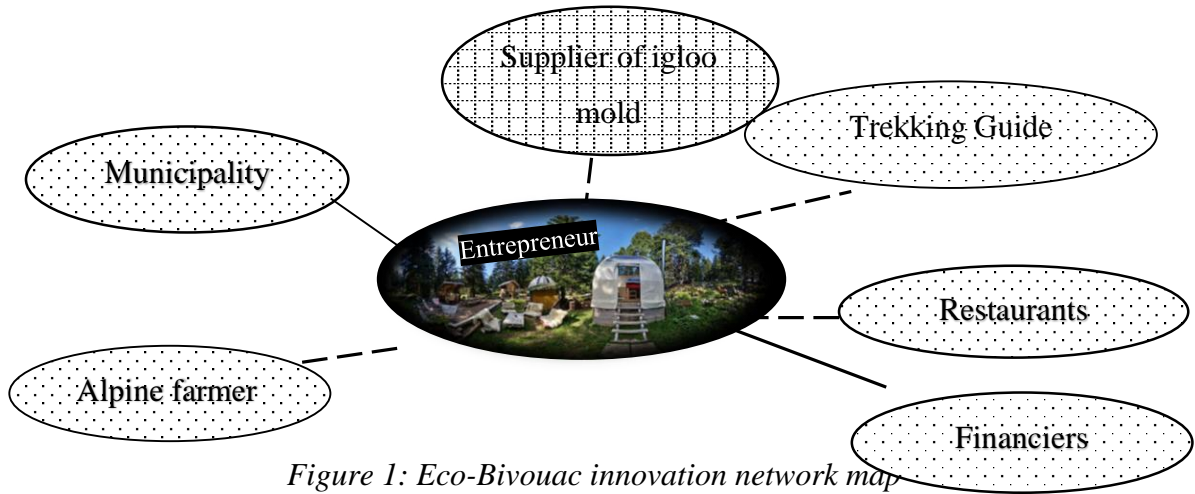 Supplier of igloo
mold
Trekking Guide
Municipality
Entrepreneur
Restaurants
Alpine farmer
Financiers
Figure 1: Eco-Bivouac innovation network map